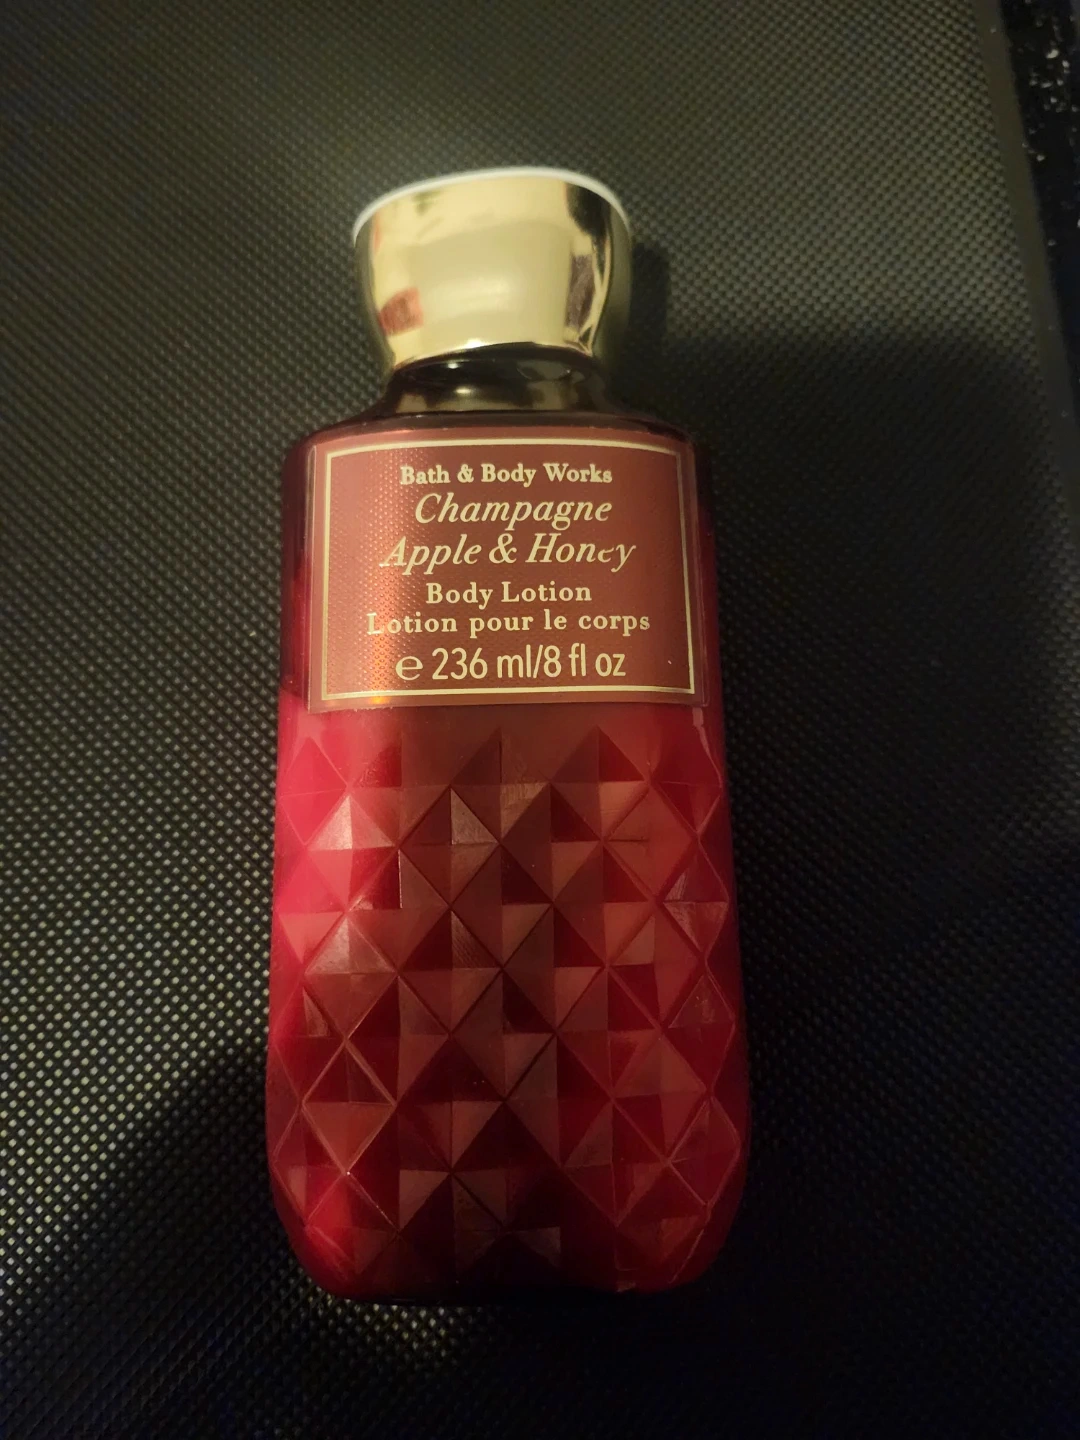 Bath & Body Works
Champagne
Apple & Honey
Body Lotion
Lotion pour le corps
℮ 236 ml/8 fl oz